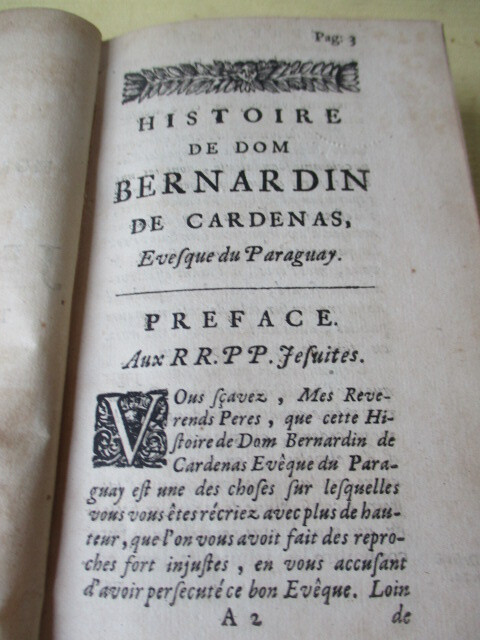 Pag: 3
HISTOIRE
DE DOM
BERNARDIN
DE CARDENAS,
Eveſque du Paraguay.
PREFACE.
Aux RR. PP. Jeſuites.
VOus ſçavez, Mes Reve-
rends Peres, que cette Hi-
ſtoire de Dom Bernardin de
Cardenas Evêque du Para-
guay eſt une des choſes ſur leſquelles
vous vous êtes récriez avec plus de hau-
teur, que l'on vous avoit fait des repro-
ches fort injuſtes, en vous accuſant
d'avoir perſecuté ce bon Evêque. Loin
A 2 de